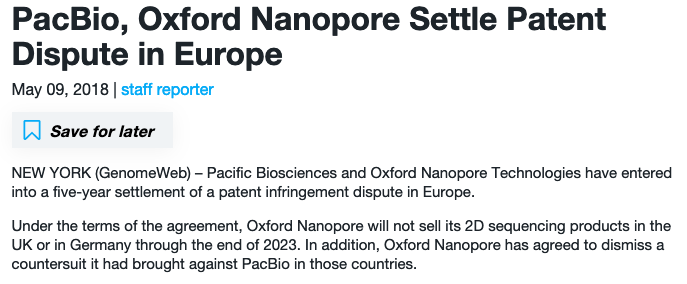 PacBio, Oxford Nanopore Settle Patent
Dispute in Europe
May 09, 2018 | staff reporter
Save for later
NEW YORK (GenomeWeb) – Pacific Biosciences and Oxford Nanopore Technologies have entered
into a five-year settlement of a patent infringement dispute in Europe.
Under the terms of the agreement, Oxford Nanopore will not sell its 2D sequencing products in the
UK or in Germany through the end of 2023. In addition, Oxford Nanopore has agreed to dismiss a
countersuit it had brought against PacBio in those countries.